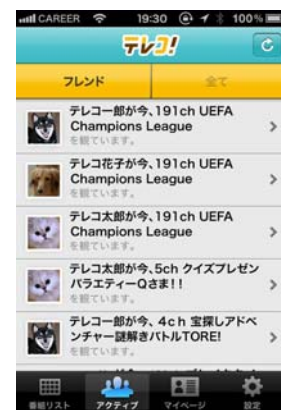 CAREER 19:30 100%
テレコ!
フレンド 全て
テレコ一郎が今、191ch UEFA
Champions League
を観ています。
テレコ花子が今、191ch UEFA
Champions League
を観ています。
テレコ太郎が今、191ch UEFA
Champions League
を観ています。
テレコ太郎が今、5ch クイズプレゼン
バラエティーQさま!!
を観ています。
テレコ一郎が今、4ch 宝探しアドベ
ンチャー謎解きバトルTORE!
を観ています。
番組リスト アクティブ マイページ 設定